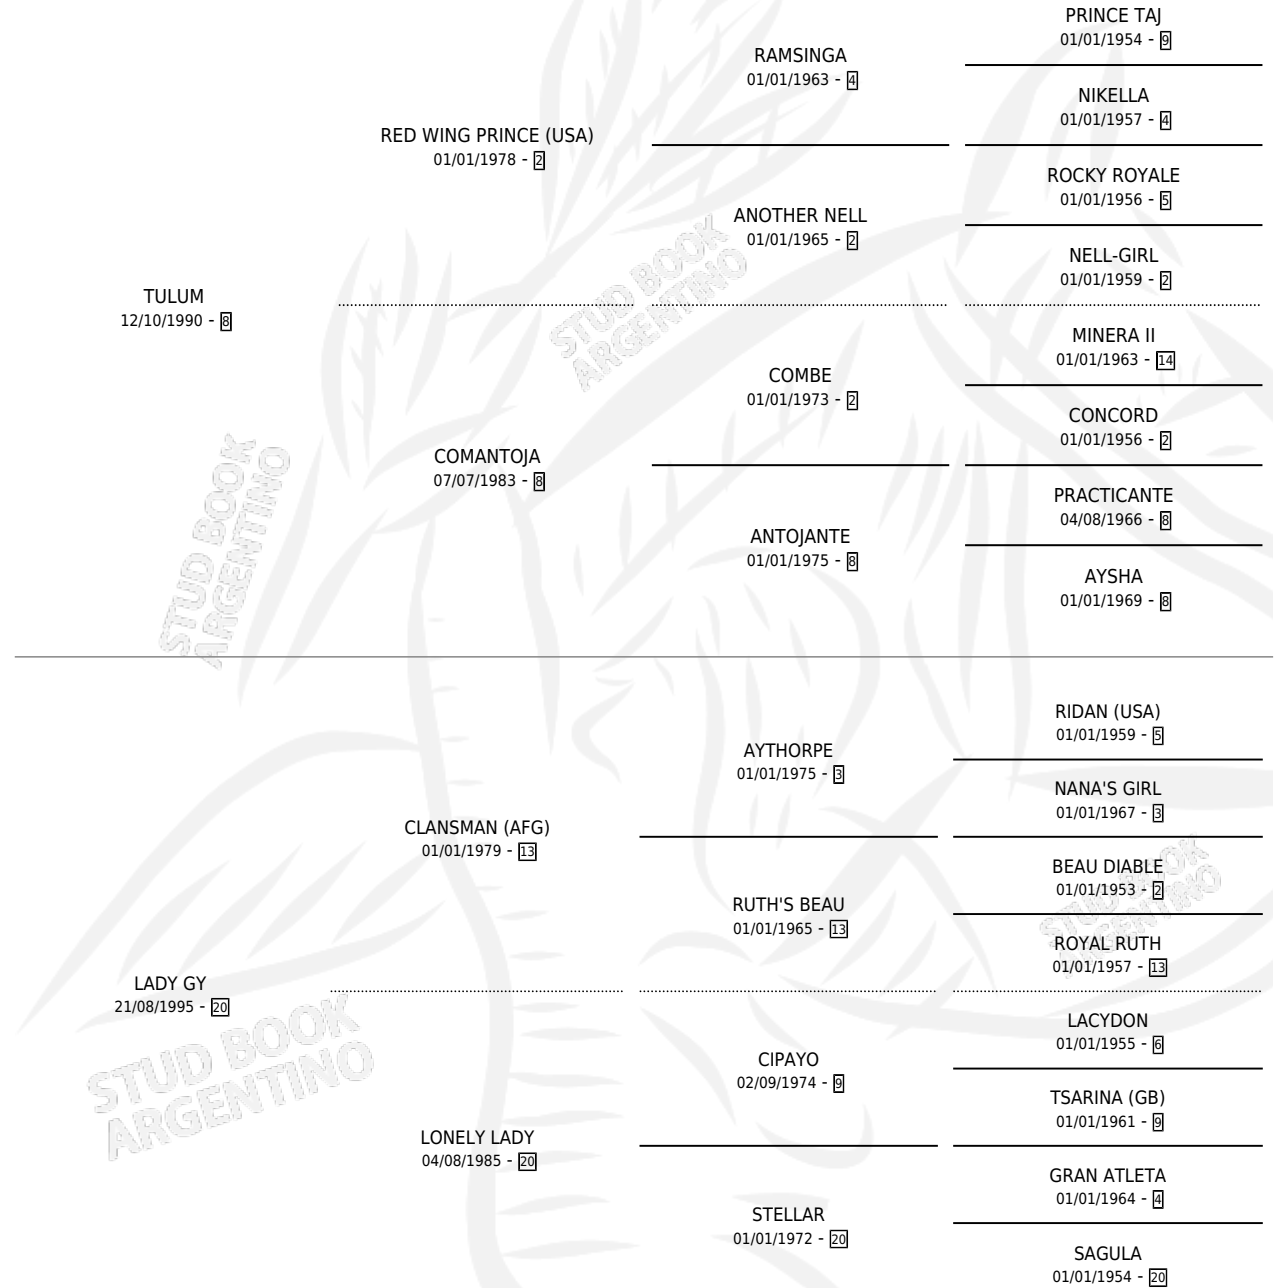 PRINCE TAJ
01/01/1954 - 9
RAMSINGA
01/01/1963 - 4
NIKELLA
01/01/1957 - 4
RED WING PRINCE (USA)
01/01/1978 - 2
ROCKY ROYALE
01/01/1956 - 5
ANOTHER NELL
01/01/1965 - 2
NELL-GIRL
01/01/1959 - 2
TULUM
12/10/1990 - 8
MINERA II
01/01/1963 - 14
COMBE
01/01/1973 - 2
CONCORD
01/01/1956 - 2
COMANTOJA
07/07/1983 - 8
PRACTICANTE
04/08/1966 - 8
ANTOJANTE
01/01/1975 - 8
AYSHA
01/01/1969 - 8
STUD BOOK
ARGENTINO
STUD BOOK
ARGENTINO
RIDAN (USA)
01/01/1959 - 5
AYTHORPE
01/01/1975 - 3
NANA'S GIRL
01/01/1967 - 3
CLANSMAN (AFG)
01/01/1979 - 13
BEAU DIABLE
01/01/1953 - 2
RUTH'S BEAU
01/01/1965 - 13
ROYAL RUTH
01/01/1957 - 13
LADY GY
21/08/1995 - 20
LACYDON
01/01/1955 - 6
CIPAYO
02/09/1974 - 9
TSARINA (GB)
01/01/1961 - 9
LONELY LADY
04/08/1985 - 20
GRAN ATLETA
01/01/1964 - 4
STELLAR
01/01/1972 - 20
SAGULA
01/01/1954 - 20
STUD BOOK
ARGENTINO
STUD BOOK
ARGENTINO